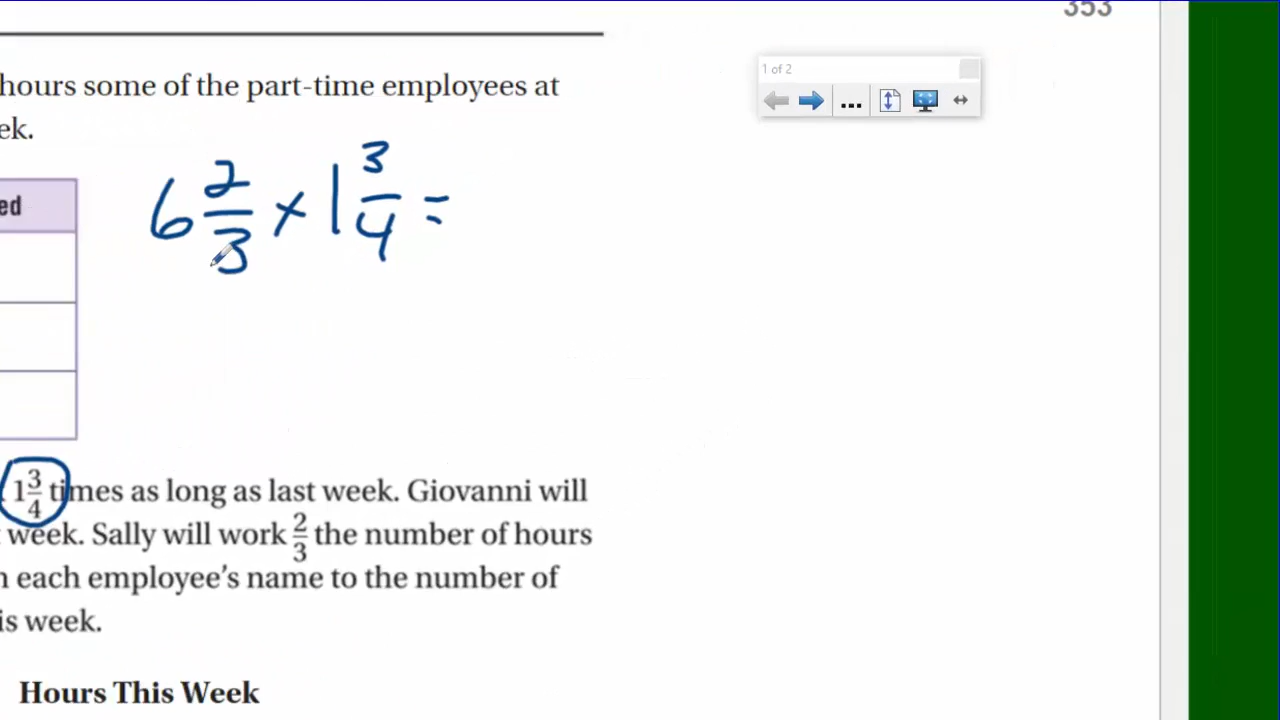 353
hours some of the part-time employees at
ek.
1 of 2
ed
6 2/3 × 1 3/4 =
1 3/4 times as long as last week. Giovanni will
week. Sally will work 2/3 the number of hours
n each employee's name to the number of
is week.
Hours This Week